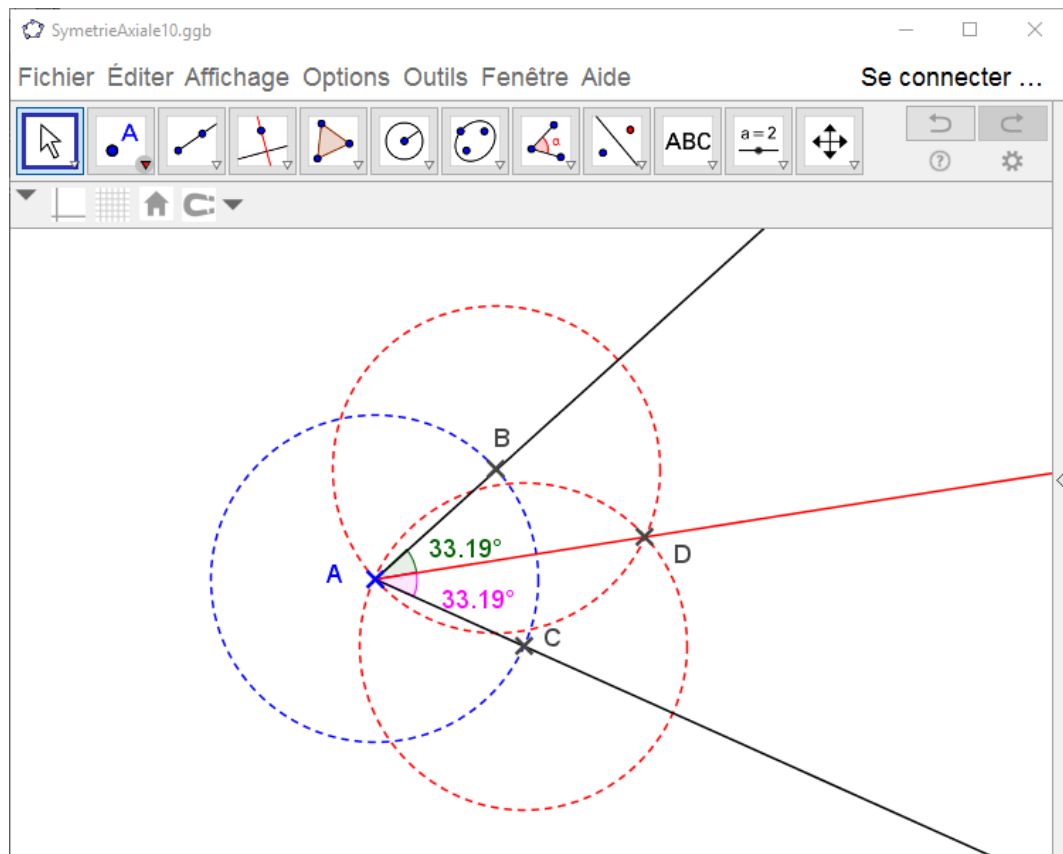 SymetrieAxiale10.ggb
Fichier Éditer Affichage Options Outils Fenêtre Aide Se connecter ...
A α ABC a = 2
B
33.19°
D
A
33.19°
C